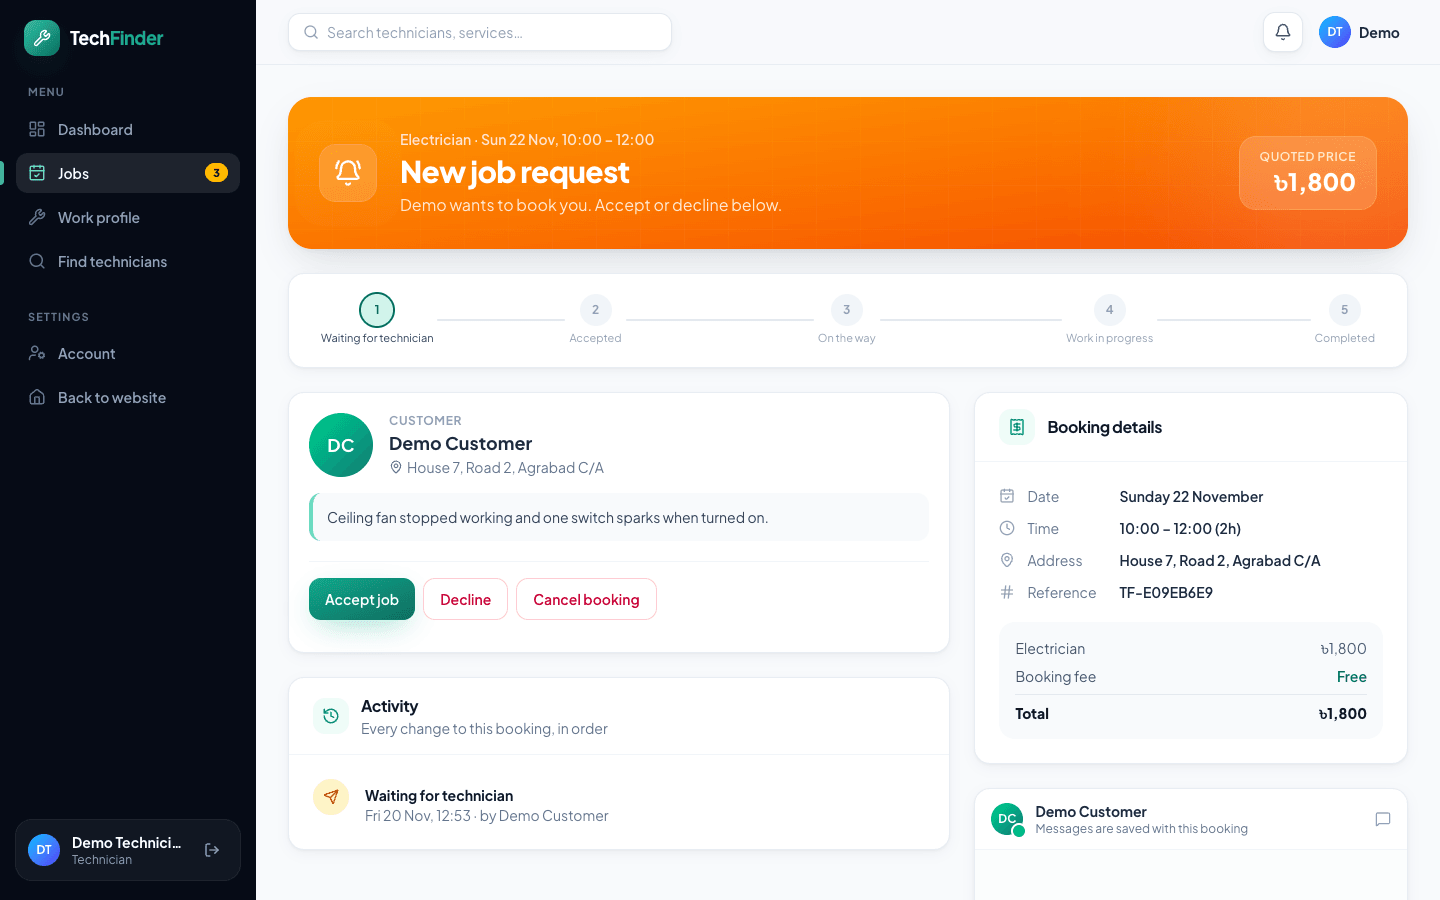 TechFinder
MENU
Dashboard
Jobs 3
Work profile
Find technicians
SETTINGS
Account
Back to website
DT
Demo Technici...
Technician
Search technicians, services...
DT Demo
Electrician · Sun 22 Nov, 10:00 – 12:00
New job request
Demo wants to book you. Accept or decline below.
QUOTED PRICE
৳1,800
1 2 3 4 5
Waiting for technician Accepted On the way Work in progress Completed
DC
CUSTOMER
Demo Customer
House 7, Road 2, Agrabad C/A
Ceiling fan stopped working and one switch sparks when turned on.
Accept job Decline Cancel booking
Activity
Every change to this booking, in order
Waiting for technician
Fri 20 Nov, 12:53 · by Demo Customer
Booking details
Date Sunday 22 November
Time 10:00 – 12:00 (2h)
Address House 7, Road 2, Agrabad C/A
Reference TF-E09EB6E9
Electrician ৳1,800
Booking fee Free
Total ৳1,800
DC
Demo Customer
Messages are saved with this booking